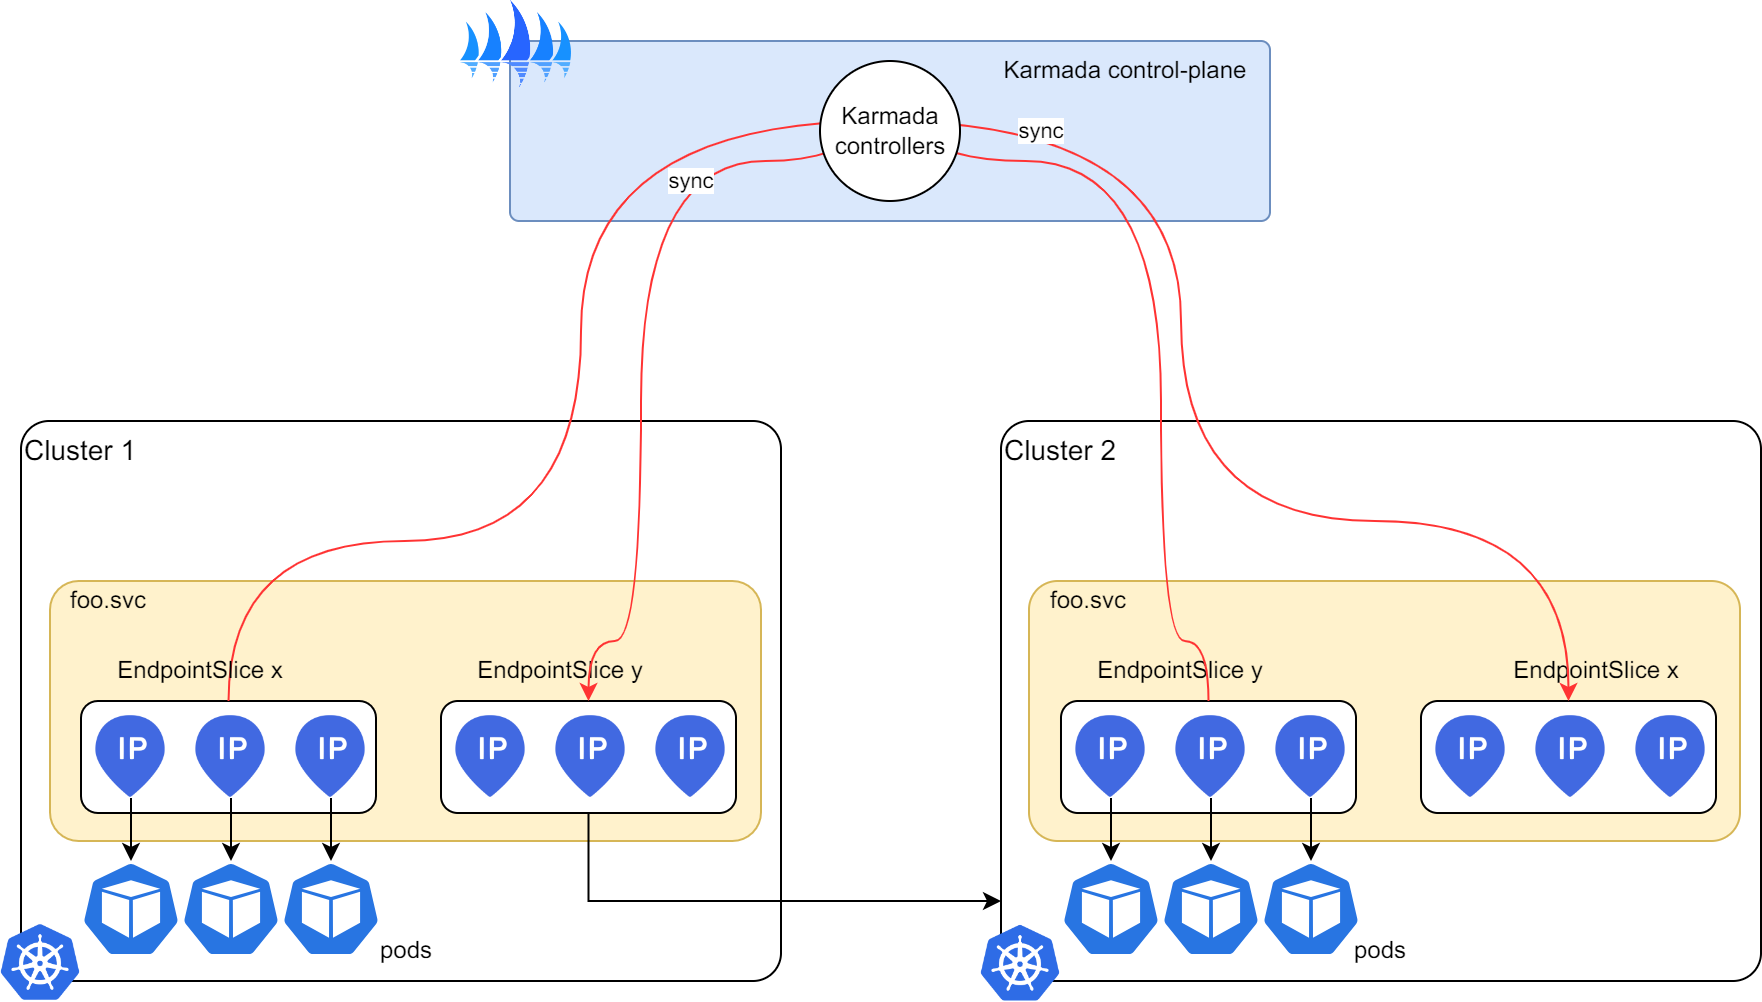 Karmada control-plane
Karmada
controllers
sync
sync
Cluster 1
Cluster 2
foo.svc
foo.svc
EndpointSlice x
EndpointSlice y
EndpointSlice y
EndpointSlice x
IP
IP
IP
IP
IP
IP
IP
IP
IP
IP
IP
IP
pods
pods